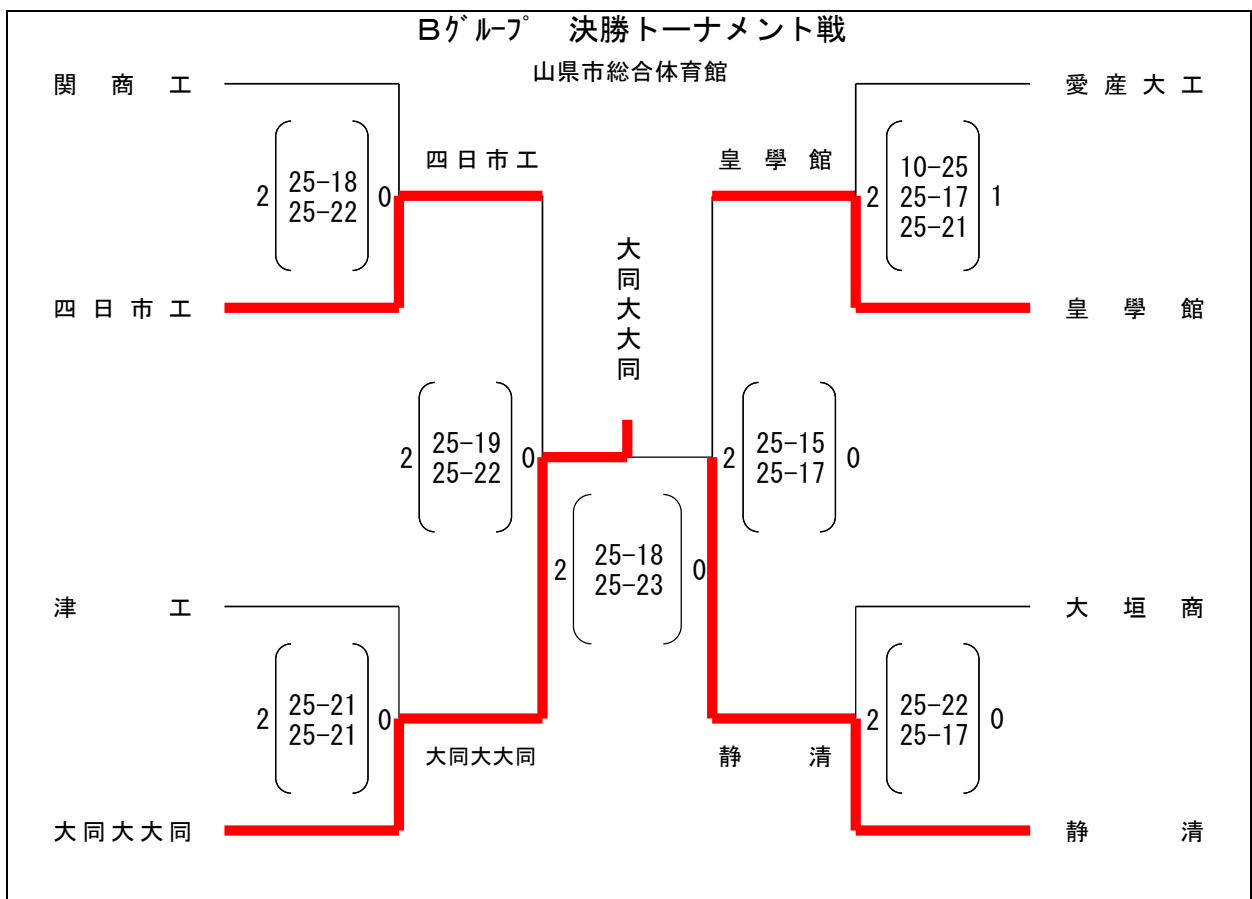 Bグループ 決勝トーナメント戦
山県市総合体育館
関商工
愛産大工
2 25-18 0
25-22
四日市工
皇學館
2 10-25 1
25-17
25-21
四日市工
大同大大同
皇學館
2 25-19 0
25-22
2 25-15 0
25-17
2 25-18 0
25-23
津工
大垣商
2 25-21 0
25-21
2 25-22 0
25-17
大同大大同
静清
大同大大同
静清